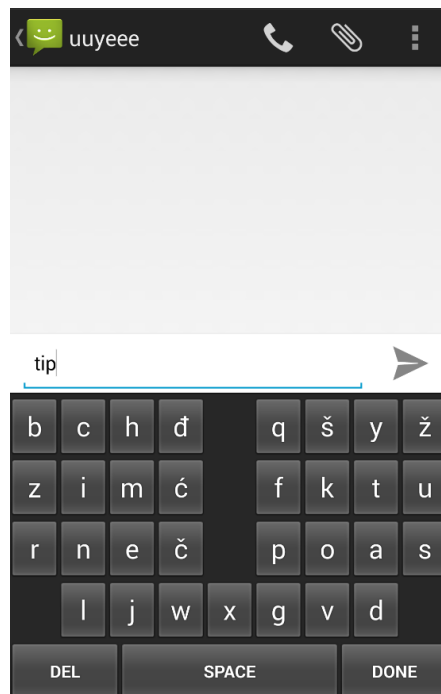 uuyeee
tip
b c h đ q š y ž
z i m ć f k t u
r n e č p o a s
l j w x g v d
DEL SPACE DONE